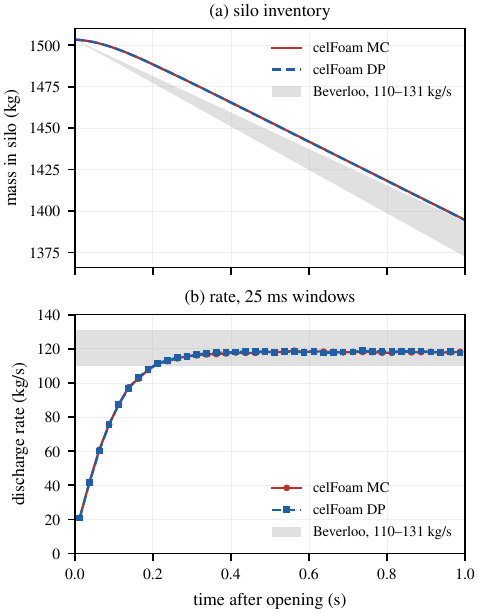 (a) silo inventory
mass in silo (kg)
1500
1475
1450
1425
1400
1375
celFoam MC
celFoam DP
Beverloo, 110–131 kg/s
(b) rate, 25 ms windows
discharge rate (kg/s)
140
120
100
80
60
40
20
0
celFoam MC
celFoam DP
Beverloo, 110–131 kg/s
0.0 0.2 0.4 0.6 0.8 1.0
time after opening (s)